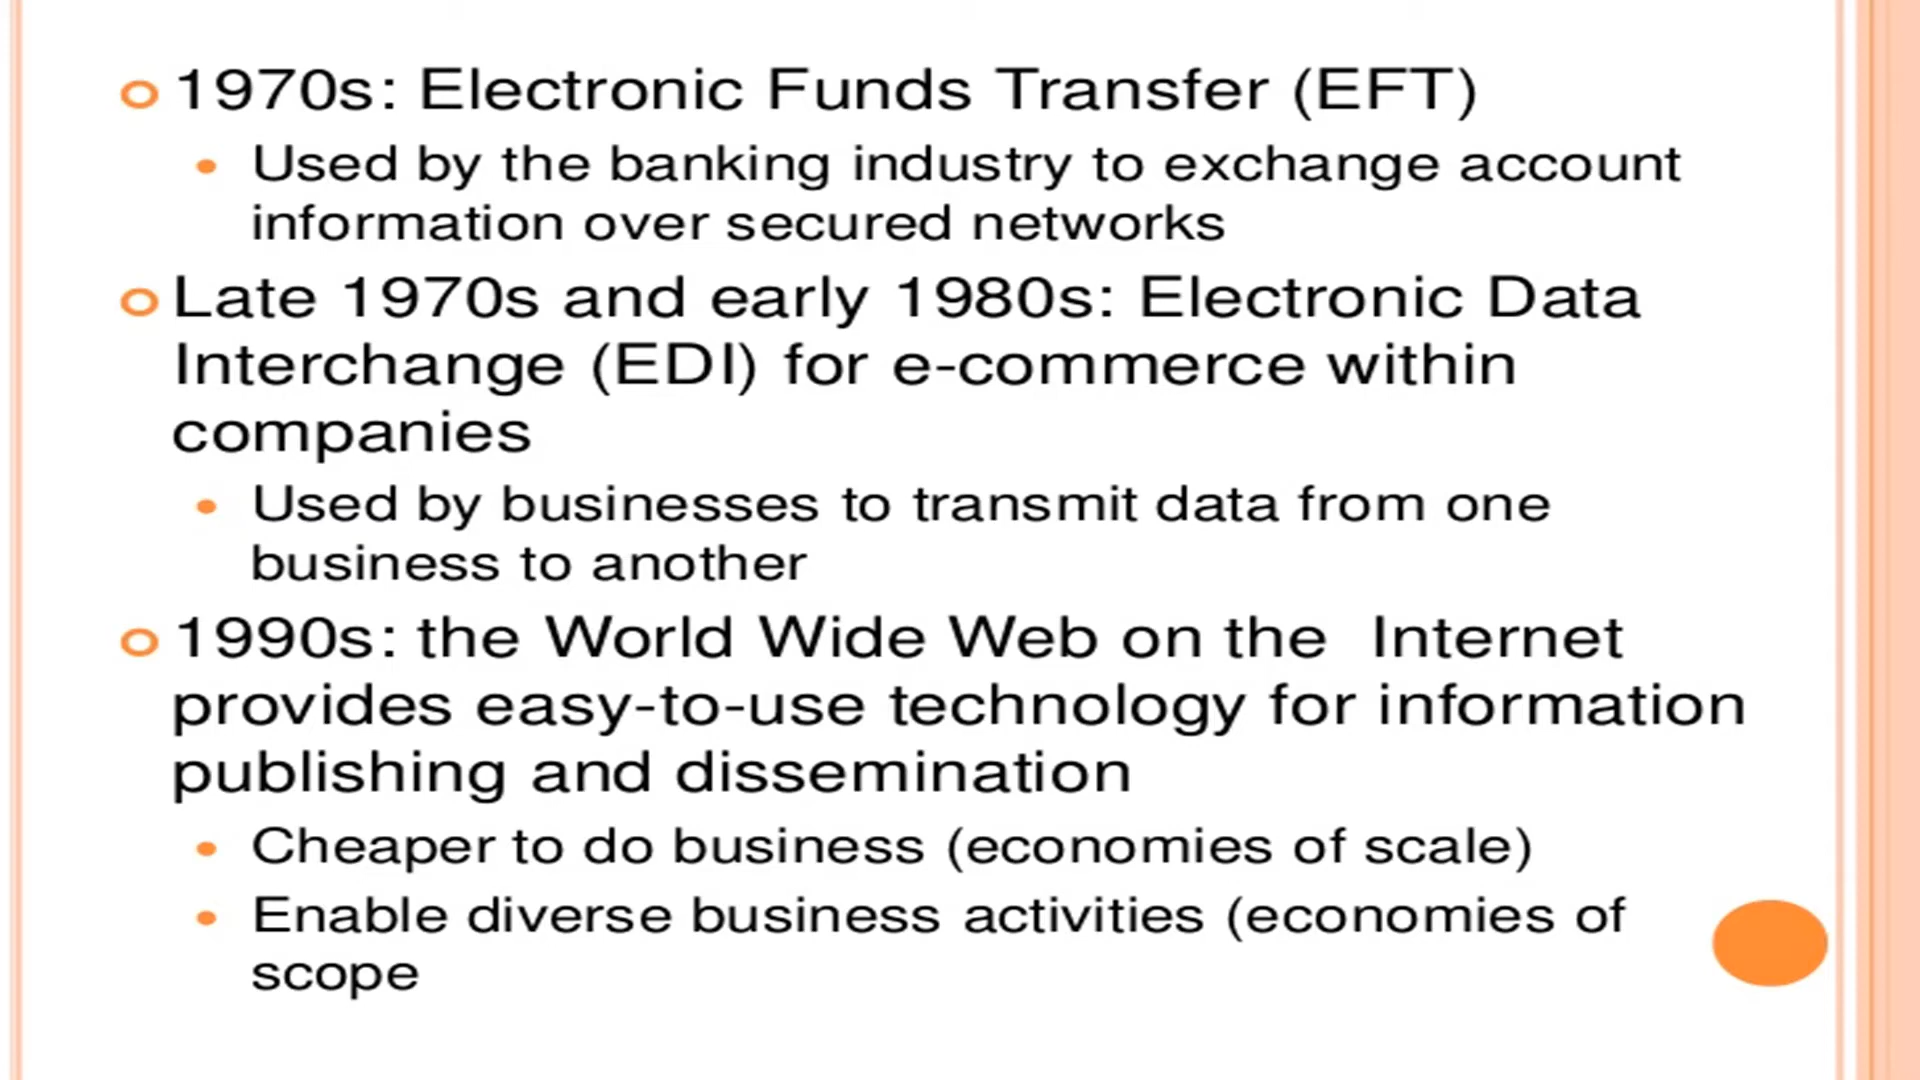 1970s: Electronic Funds Transfer (EFT)
Used by the banking industry to exchange account
information over secured networks
Late 1970s and early 1980s: Electronic Data
Interchange (EDI) for e-commerce within
companies
Used by businesses to transmit data from one
business to another
1990s: the World Wide Web on the  Internet
provides easy-to-use technology for information
publishing and dissemination
Cheaper to do business (economies of scale)
Enable diverse business activities (economies of
scope